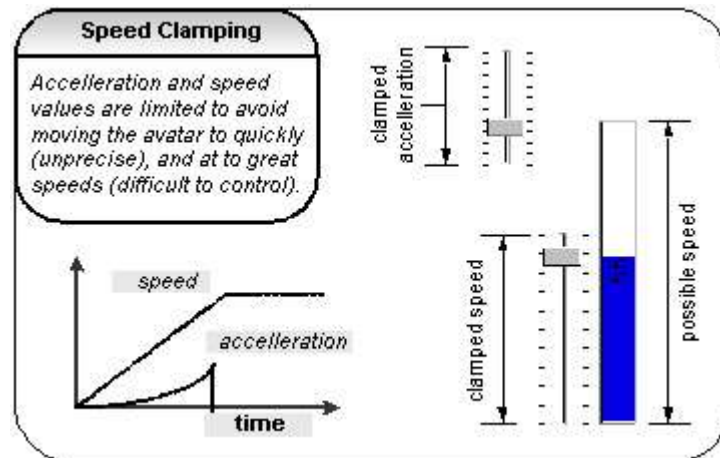 Speed Clamping
Accelleration and speed
values are limited to avoid
moving the avatar to quickly
(unprecise), and at to great
speeds (difficult to control).
clamped
accelleration
speed
accelleration
time
clamped speed
possible speed